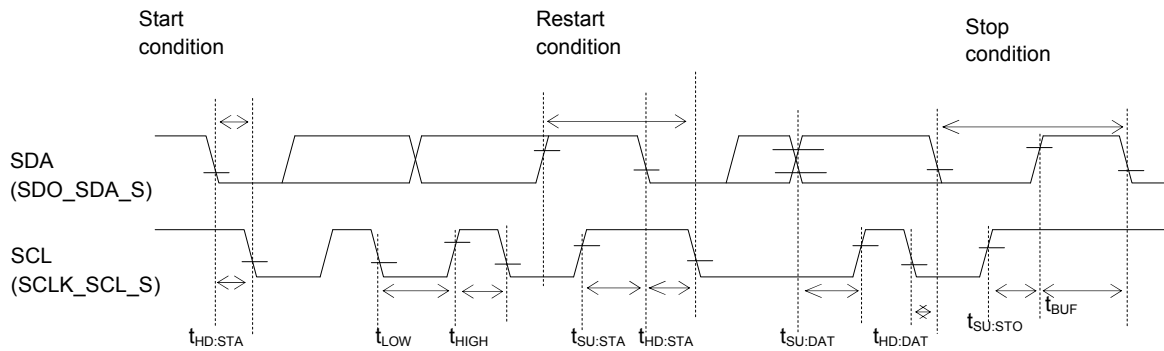 Start
condition
Restart
condition
Stop
condition
SDA
(SDO_SDA_S)
SCL
(SCLK_SCL_S)
tHD:STA
tLOW
tHIGH
tSU:STA
tHD:STA
tSU:DAT
tHD:DAT
tSU:STO
tBUF